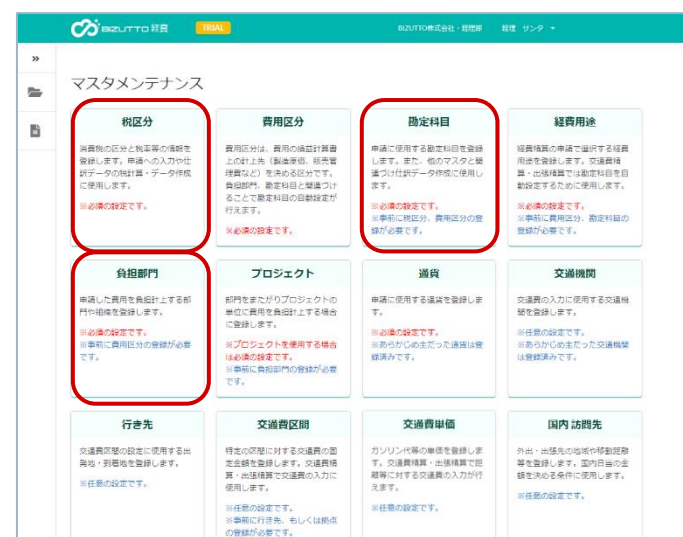 BIZUTTO 経費
TRIAL
BIZUTTO株式会社・経理部
経理 サンタ
»
マスタメンテナンス
税区分
消費税の区分と税率等の情報を
登録します。申請への入力や仕
訳データの税計算・データ作成
に使用します。
※必須の設定です。
費用区分
費用区分は、費用の損益計算書
上の計上先（製造原価、販売管
理費など）を決める区分です。
負担部門、勘定科目と関連づけ
ることで勘定科目の自動設定が
行えます。
※必須の設定です。
勘定科目
申請に使用する勘定科目を登録
します。また、他のマスタと関
連づけ仕訳データ作成に使用し
ます。
※必須の設定です。
※事前に税区分、費用区分の登
録が必要です。
経費用途
経費精算の申請で選択する経費
用途を登録します。交通費精
算・出張精算では勘定科目を自
動設定するために使用します。
※必須の設定です。
※事前に費用区分、勘定科目の
登録が必要です。
負担部門
申請した費用を負担計上する部
門や組織を登録します。
※必須の設定です。
※事前に費用区分の登録が必要
です。
プロジェクト
部門をまたがりプロジェクトの
単位に費用を負担計上する場合
に登録します。
※プロジェクトを使用する場合
は必須の設定です。
※事前に負担部門の登録が必要
です。
通貨
申請に使用する通貨を登録しま
す。
※必須の設定です。
※あらかじめ主だった通貨は登
録済みです。
交通機関
交通費の入力に使用する交通機
関を登録します。
※任意の設定です。
※あらかじめ主だった交通機関
は登録済みです。
行き先
交通費区間の設定に使用する出
発地・到着地を登録します。
※任意の設定です。
交通費区間
特定の区間に対する交通費の固
定金額を登録します。交通費精
算・出張精算で交通費の入力に
使用します。
※任意の設定です。
※事前に行き先、もしくは拠点
の登録が必要です。
交通費単価
ガソリン代等の単価を登録しま
す。交通費精算・出張精算で距
離等に対する交通費の入力が行
えます。
※任意の設定です。
国内 訪問先
外出・出張先の地域や移動距離
等を登録します。国内日当の金
額を決める条件に使用します。
※任意の設定です。